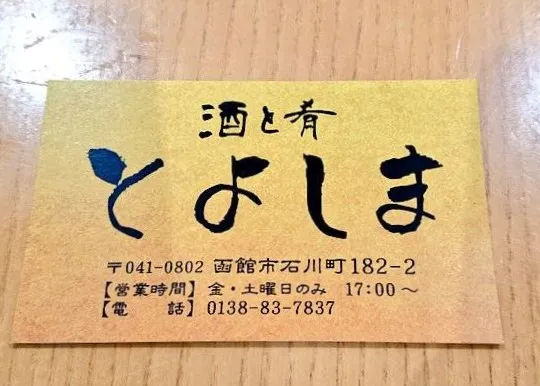 酒と肴
とよしま
〒041-0802 函館市石川町182-2
【営業時間】金・土曜日のみ 17:00～
【電話】0138-83-7837